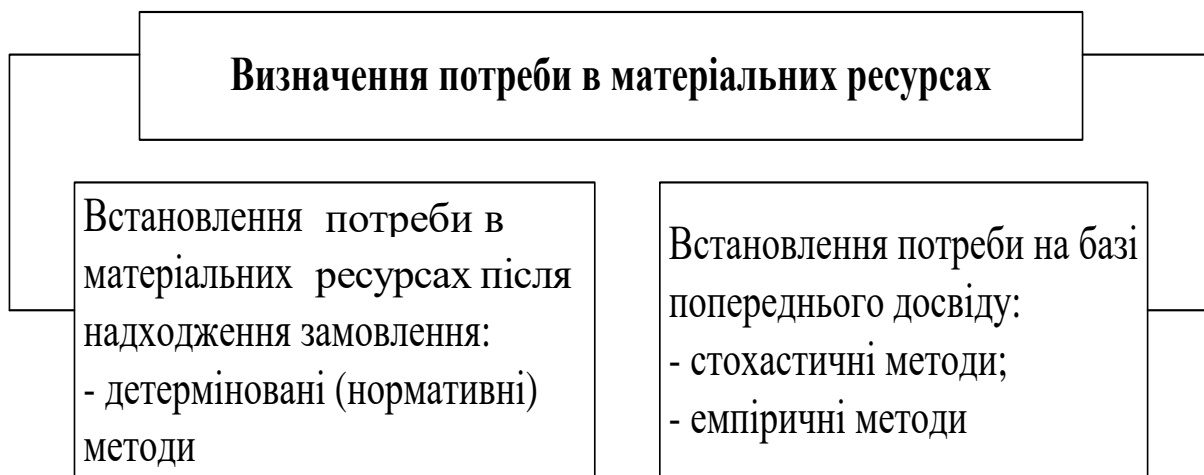 Визначення потреби в матеріальних ресурсах
Встановлення потреби в
матеріальних ресурсах після
надходження замовлення:
- детерміновані (нормативні)
методи
Встановлення потреби на базі
попереднього досвіду:
- стохастичні методи;
- емпіричні методи